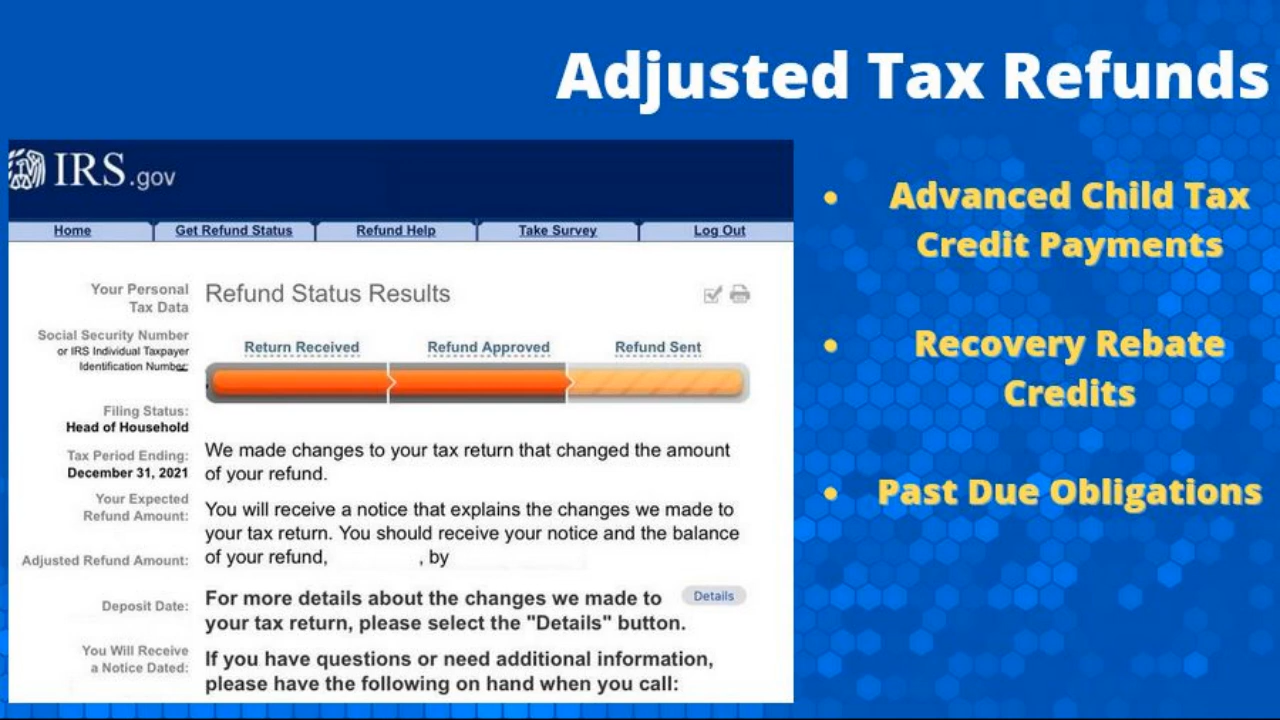 Adjusted Tax Refunds
IRS.gov
Home
Get Refund Status
Refund Help
Take Survey
Log Out
Your Personal
Tax Data
Social Security Number
or IRS Individual Taxpayer
Identification Number:
Filing Status:
Head of Household
Tax Period Ending:
December 31, 2021
Your Expected
Refund Amount:
Adjusted Refund Amount:
Deposit Date:
You Will Receive
a Notice Dated:
Refund Status Results
Return Received
Refund Approved
Refund Sent
We made changes to your tax return that changed the amount
of your refund.
You will receive a notice that explains the changes we made to
your tax return. You should receive your notice and the balance
of your refund, , by
For more details about the changes we made to
your tax return, please select the "Details" button.
Details
If you have questions or need additional information,
please have the following on hand when you call:
• Advanced Child Tax
Credit Payments
• Recovery Rebate
Credits
• Past Due Obligations